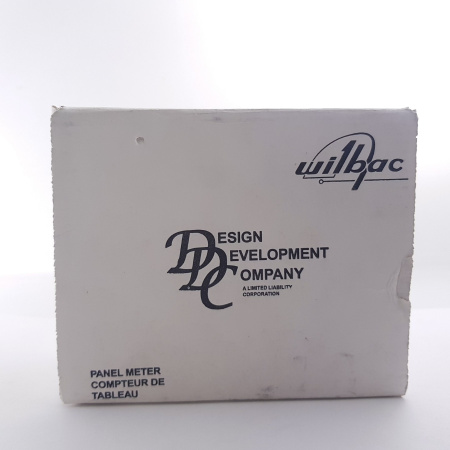 wilbac
DESIGN
DEVELOPMENT
COMPANY
A LIMITED LIABILITY
CORPORATION
PANEL METER
COMPTEUR DE
TABLEAU